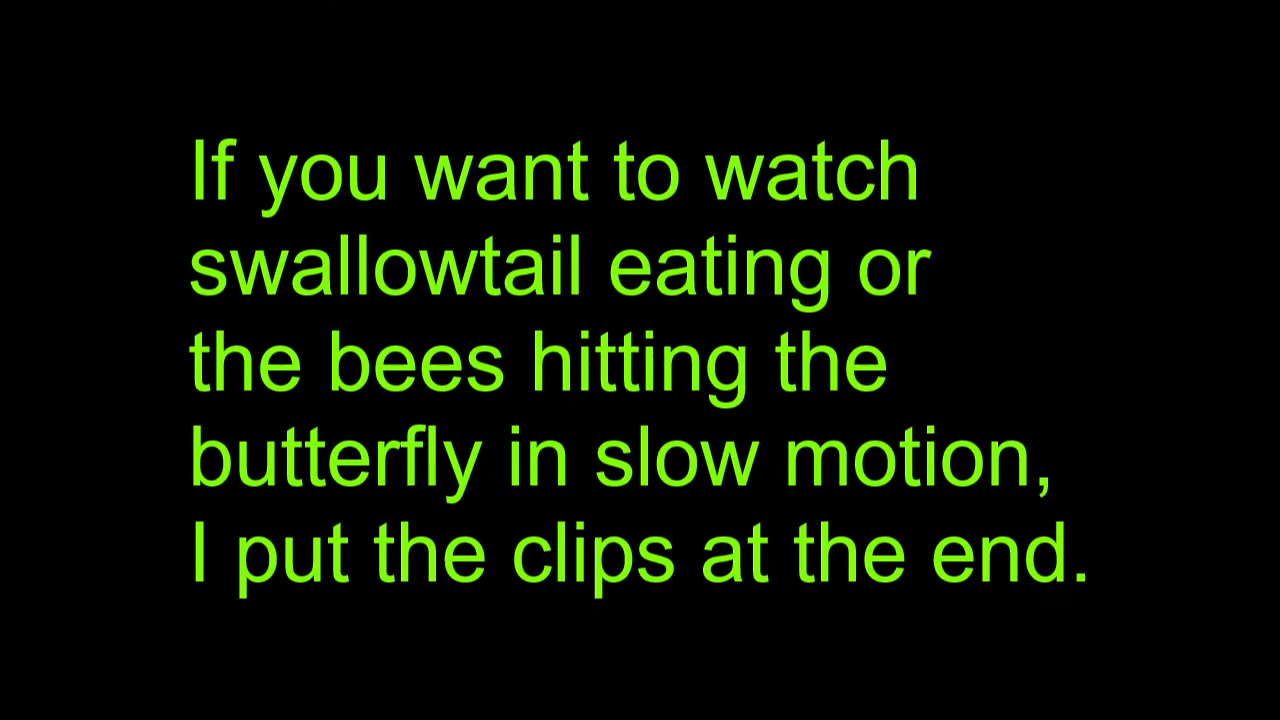 If you want to watch
swallowtail eating or
the bees hitting the
butterfly in slow motion,
I put the clips at the end.